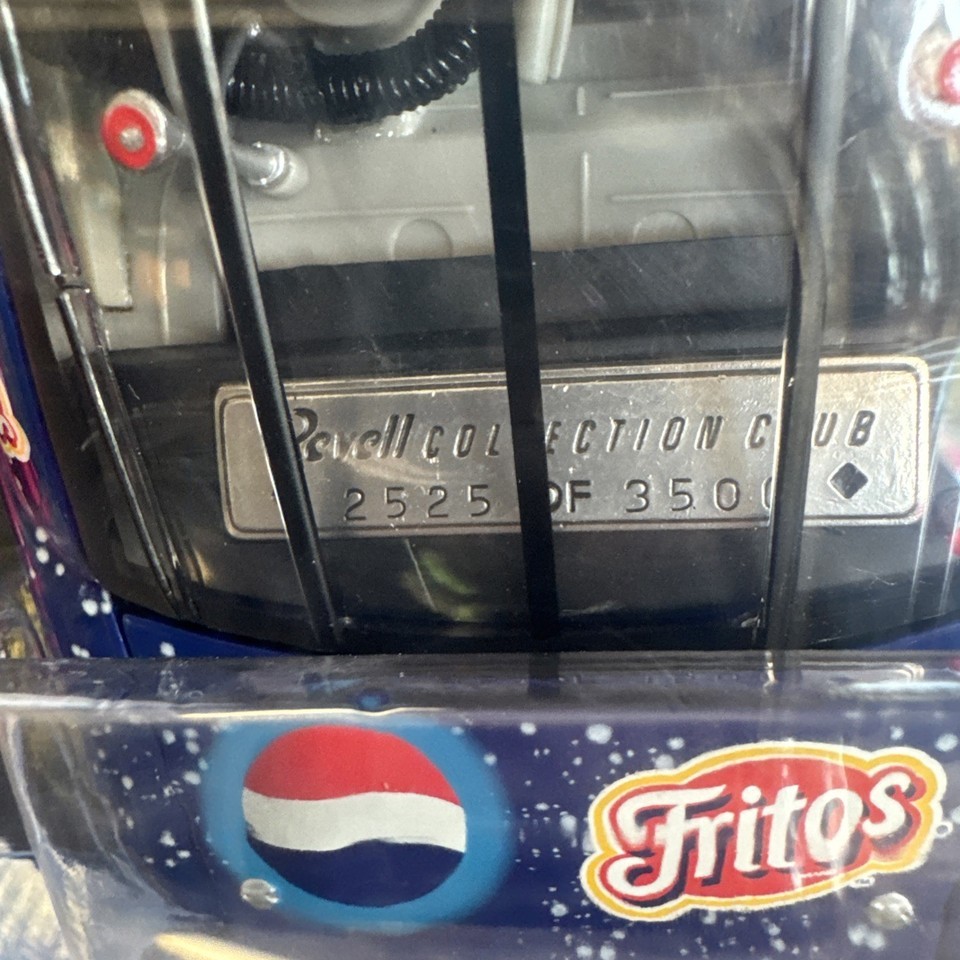 Revell COLLECTION CLUB
2525 OF 3500
Fritos